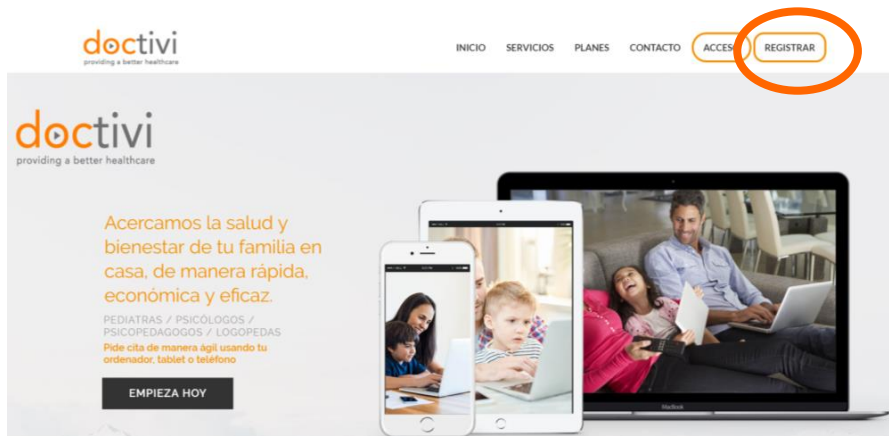 doctivi
providing a better healthcare
INICIO SERVICIOS PLANES CONTACTO ACCESO REGISTRAR
doctivi
providing a better healthcare
Acercamos la salud y
bienestar de tu familia en
casa, de manera rápida,
económica y eficaz.
PEDIATRAS / PSICÓLOGOS /
PSICOPEDAGOGOS / LOGOPEDAS
Pide cita de manera ágil usando tu
ordenador, tablet o teléfono
EMPIEZA HOY
MacBook